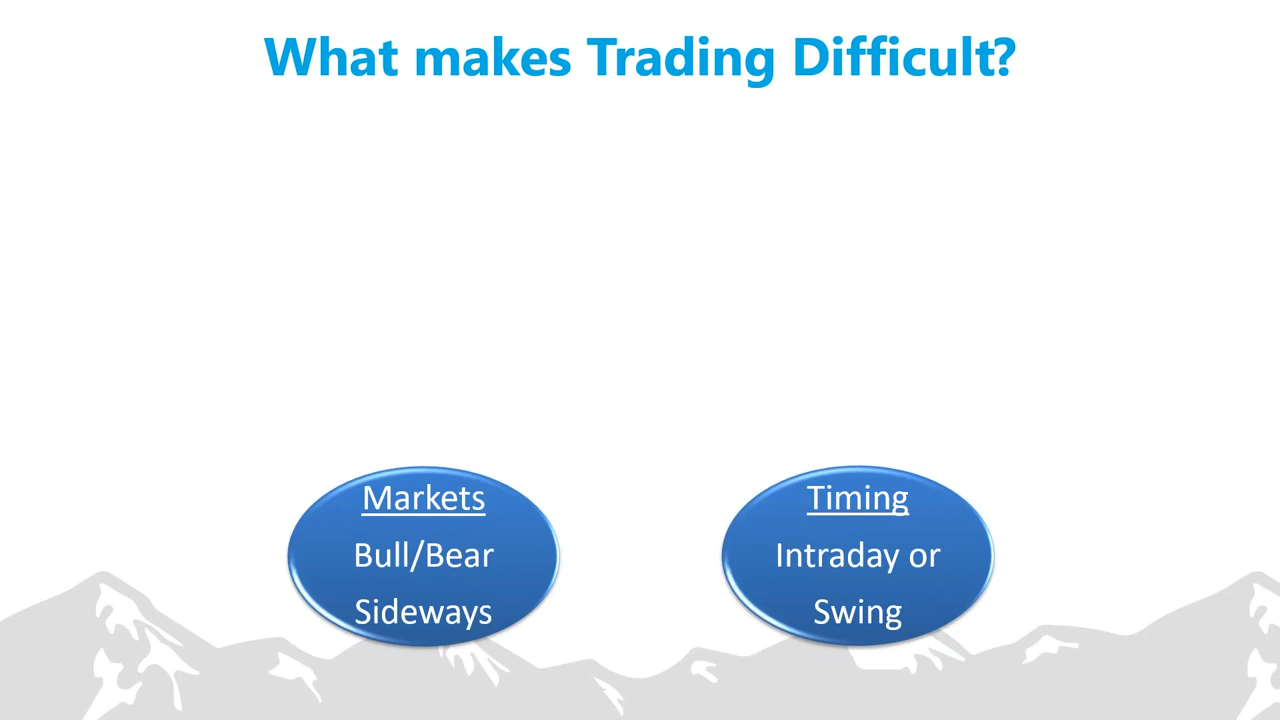 What makes Trading Difficult?
Markets
Bull/Bear
Sideways
Timing
Intraday or
Swing